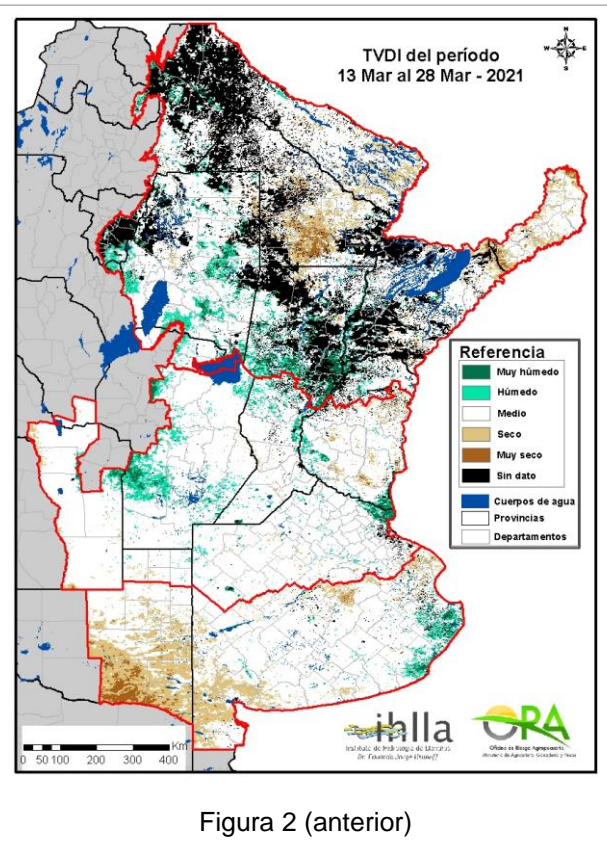 TVDI del período
13 Mar al 28 Mar - 2021
N
W
E
S
Referencia
Muy húmedo
Húmedo
Medio
Seco
Muy seco
Sin dato
Cuerpos de agua
Provincias
Departamentos
Km
0 50 100 200 300 400
ihlla
Instituto de Hidrología de Llanuras
ORA
Oficina de Riesgo Agropecuario
Figura 2 (anterior)